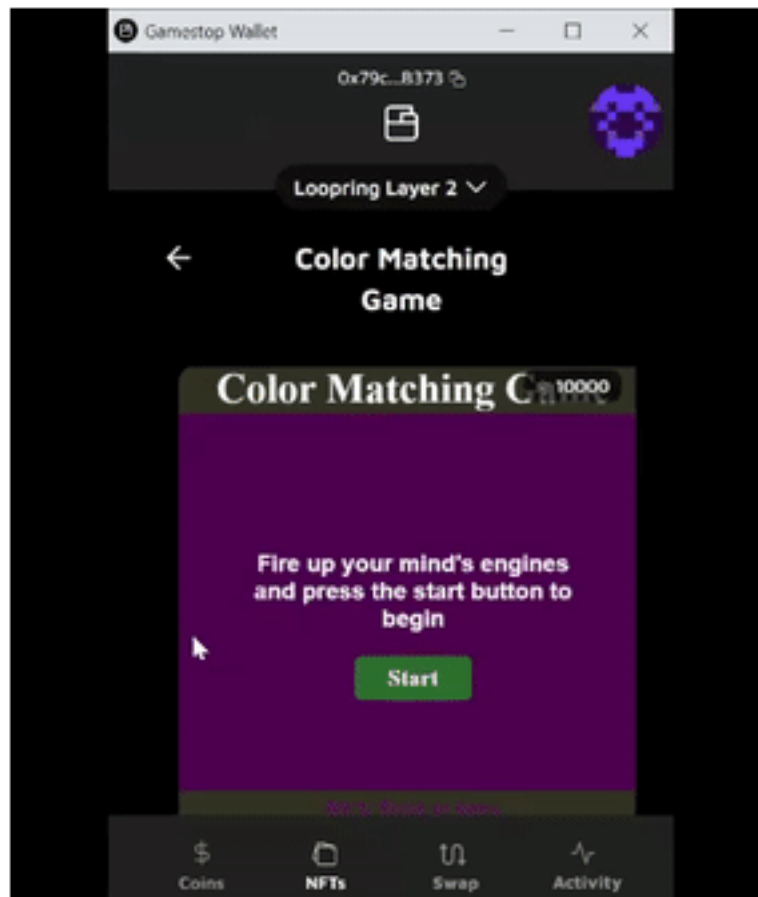 Gamestop Wallet
0x79c...8373
Loopring Layer 2
Color Matching
Game
Color Matching
10000
Fire up your mind's engines
and press the start button to
begin
Start
Coins
NFTs
Swap
Activity